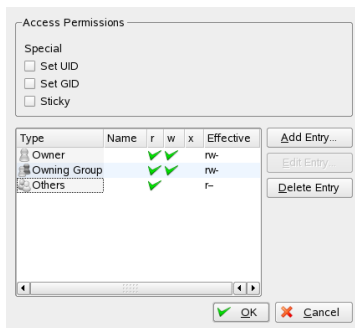 Access Permissions
Special
Set UID
Set GID
Sticky
Type Name r w x Effective
Owner rw-
Owning Group rw-
Others r--
Add Entry...
Edit Entry...
Delete Entry
OK Cancel